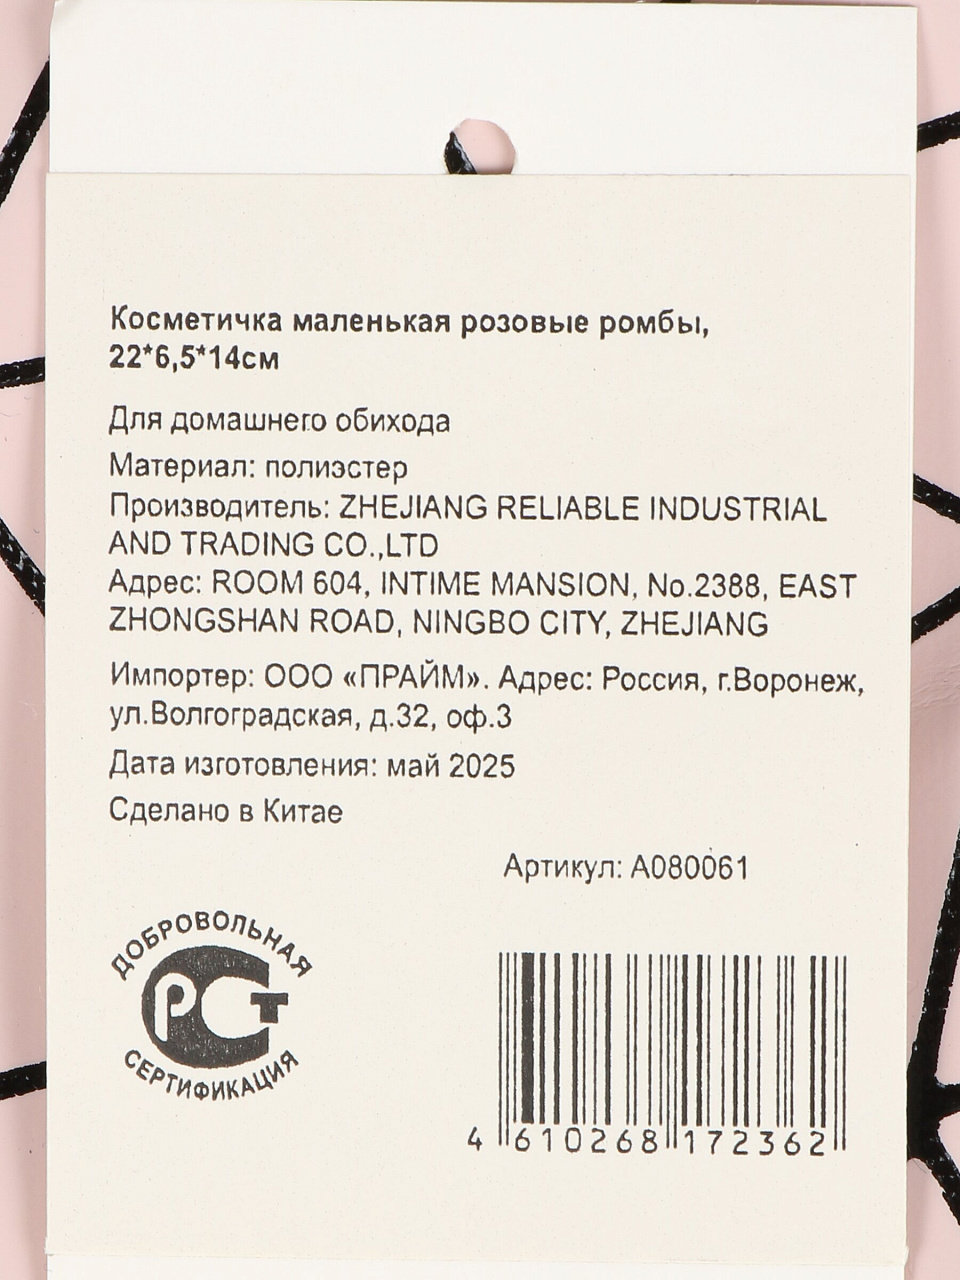 Косметичка маленькая розовые ромбы,
22*6,5*14см
Для домашнего обихода
Материал: полиэстер
Производитель: ZHEJIANG RELIABLE INDUSTRIAL
AND TRADING CO.,LTD
Адрес: ROOM 604, INTIME MANSION, No.2388, EAST
ZHONGSHAN ROAD, NINGBO CITY, ZHEJIANG
Импортер: ООО «ПРАЙМ». Адрес: Россия, г.Воронеж,
ул.Волгоградская, д.32, оф.3
Дата изготовления: май 2025
Сделано в Китае
Артикул: А080061
ДОБРОВОЛЬНАЯ
РСТ
СЕРТИФИКАЦИЯ
4 610268 172362